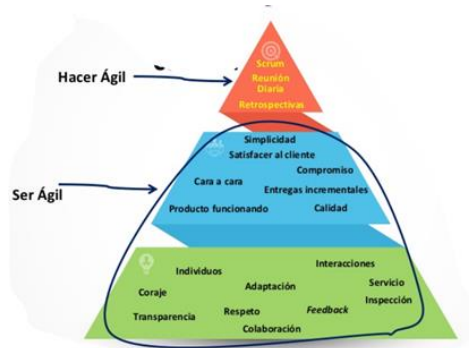 Hacer Ágil
Scrum
Reunión
Diaria
Retrospectivas
Ser Ágil
Simplicidad
Satisfacer al cliente
Compromiso
Cara a cara
Entregas incrementales
Producto funcionando
Calidad
Interacciones
Individuos
Servicio
Adaptación
Coraje
Inspección
Respeto
Feedback
Transparencia
Colaboración